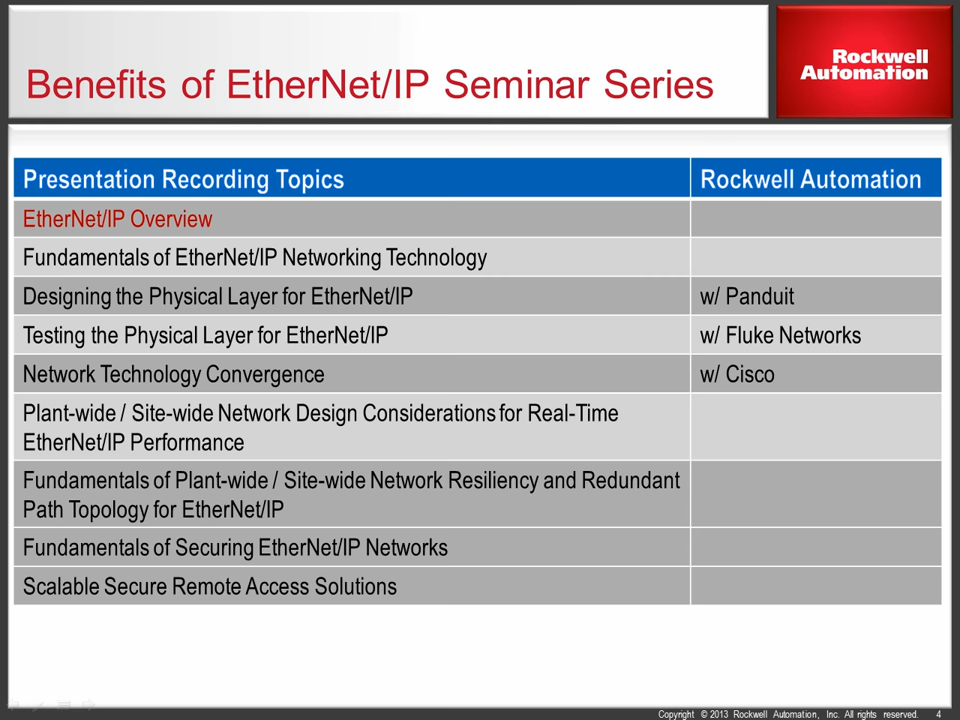 Benefits of EtherNet/IP Seminar Series
Rockwell
Automation
Presentation Recording Topics
Rockwell Automation
EtherNet/IP Overview
Fundamentals of EtherNet/IP Networking Technology
Designing the Physical Layer for EtherNet/IP
w/ Panduit
Testing the Physical Layer for EtherNet/IP
w/ Fluke Networks
Network Technology Convergence
w/ Cisco
Plant-wide / Site-wide Network Design Considerations for Real-Time
EtherNet/IP Performance
Fundamentals of Plant-wide / Site-wide Network Resiliency and Redundant
Path Topology for EtherNet/IP
Fundamentals of Securing EtherNet/IP Networks
Scalable Secure Remote Access Solutions
Copyright © 2013 Rockwell Automation, Inc. All rights reserved. 4